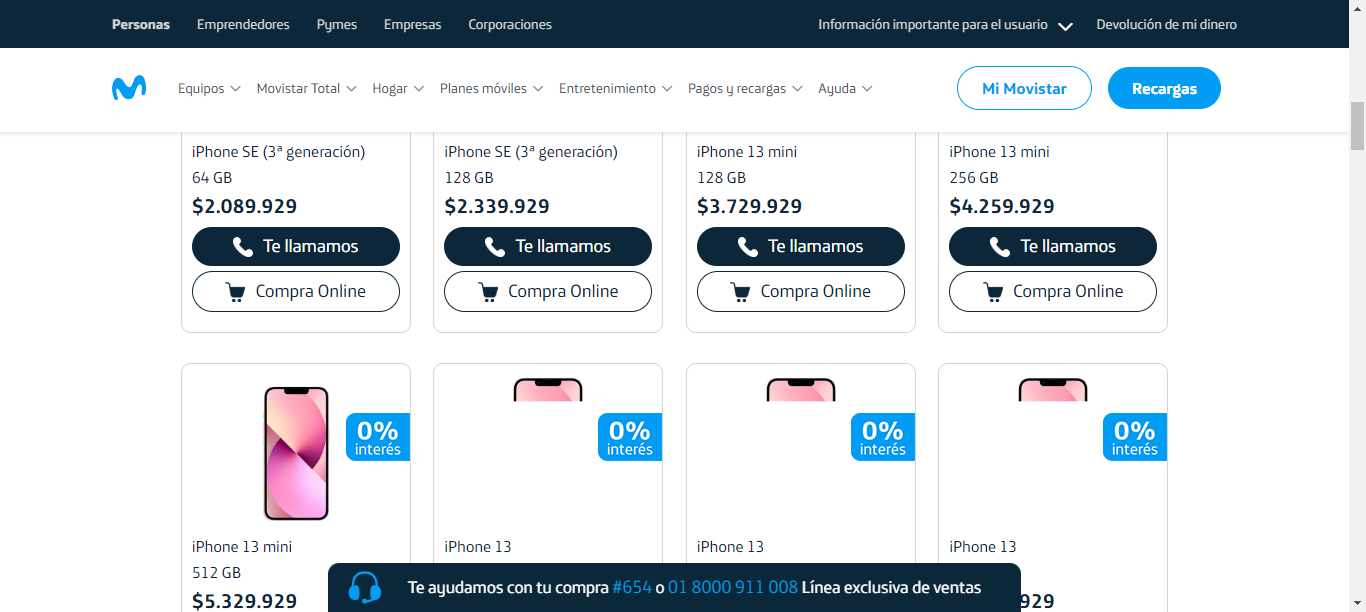 Personas Emprendedores Pymes Empresas Corporaciones Información importante para el usuario Devolución de mi dinero
Equipos Movistar Total Hogar Planes móviles Entretenimiento Pagos y recargas Ayuda Mi Movistar Recargas
iPhone SE (3ª generación) iPhone SE (3ª generación) iPhone 13 mini iPhone 13 mini
64 GB 128 GB 128 GB 256 GB
$2.089.929 $2.339.929 $3.729.929 $4.259.929
Te llamamos Te llamamos Te llamamos Te llamamos
Compra Online Compra Online Compra Online Compra Online
0% 0% 0% 0%
interés interés interés interés
iPhone 13 mini iPhone 13 iPhone 13 iPhone 13
512 GB
$5.329.929 929
Te ayudamos con tu compra #654 o 01 8000 911 008 Línea exclusiva de ventas